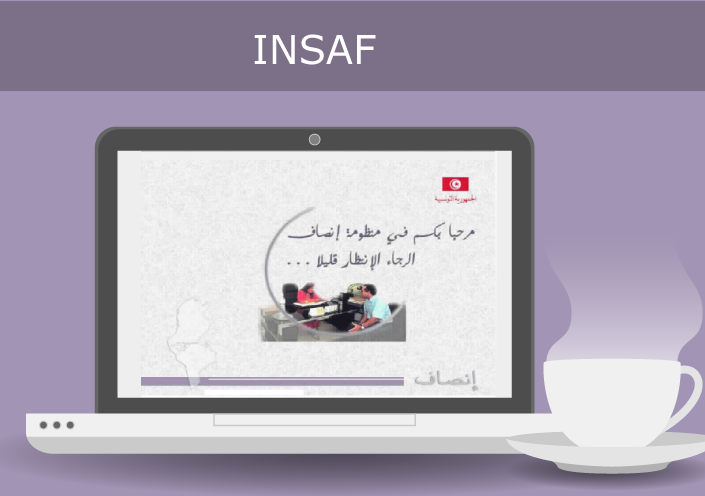 INSAF
الجمهورية التونسية
مرحبا بكم في منظومة إنصاف
الرجاء الإنتظار قليلا ...
إنصاف